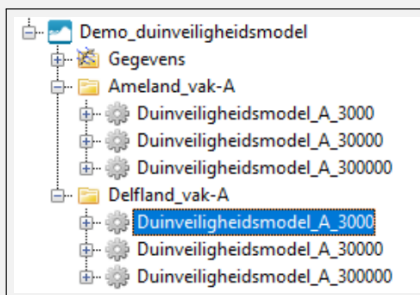 Demo_duinveiligheidsmodel
Gegevens
Ameland_vak-A
Duinveiligheidsmodel_A_3000
Duinveiligheidsmodel_A_30000
Duinveiligheidsmodel_A_300000
Delfland_vak-A
Duinveiligheidsmodel_A_3000
Duinveiligheidsmodel_A_30000
Duinveiligheidsmodel_A_300000